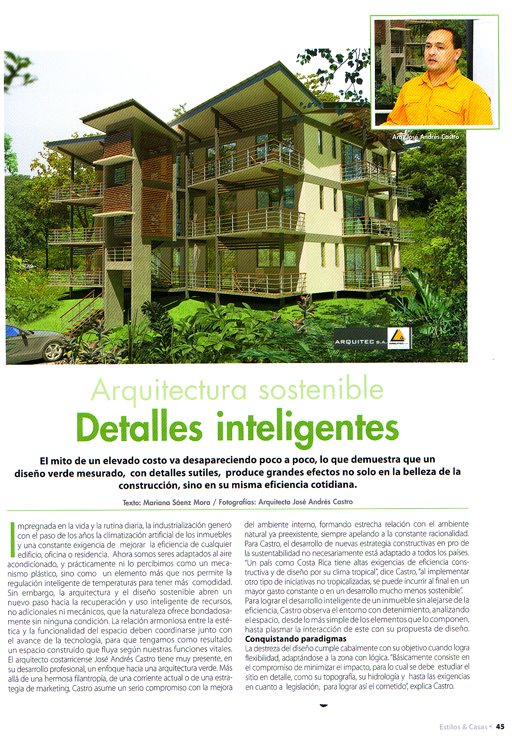 Arq. José Andrés Castro
ARQUITEC S.A.
Arquitectura sostenible
Detalles inteligentes
El mito de un elevado costo va desapareciendo poco a poco, lo que demuestra que un
diseño verde mesurado, con detalles sutiles, produce grandes efectos no solo en la belleza de la
construcción, sino en su misma eficiencia cotidiana.
Texto: Mariana Sáenz Mora / Fotografías: Arquitecto José Andrés Castro
Impregnada en la vida y la rutina diaria, la industrialización generó
con el paso de los años la climatización artificial de los inmuebles
y una constante exigencia de mejorar la eficiencia de cualquier
edificio, oficina o residencia. Ahora somos seres adaptados al aire
acondicionado, y prácticamente ni lo percibimos como un meca-
nismo plástico, sino como un elemento más que nos permite la
regulación inteligente de temperaturas para tener más comodidad.
Sin embargo, la arquitectura y el diseño sostenible abren un
nuevo paso hacia la recuperación y uso inteligente de recursos,
no adicionales ni mecánicos, que la naturaleza ofrece bondadosa-
mente sin ninguna condición. La relación armoniosa entre la esté-
tica y la funcionalidad del espacio deben coordinarse junto con
el avance de la tecnología, para que tengamos como resultado
un espacio construido que fluya según nuestras funciones vitales.
El arquitecto costarricense José Andrés Castro tiene muy presente, en
su desarrollo profesional, un enfoque hacia una arquitectura verde. Más
allá de una hermosa filantropía, de una corriente actual o de una estra-
tegia de marketing, Castro asume un serio compromiso con la mejora
del ambiente interno, formando estrecha relación con el ambiente
natural ya preexistente, siempre apelando a la constante racionalidad.
Para Castro, el desarrollo de nuevas estrategia constructivas en pro de
la sustentabilidad no necesariamente está adaptado a todos los países.
"Un país como Costa Rica tiene altas exigencias de eficiencia cons-
tructiva y de diseño por su clima tropical", dice Castro, "al implementar
otro tipo de iniciativas no tropicalizadas, se puede incurrir al final en un
mayor gasto constante o en un desarrollo mucho menos sostenible".
Para lograr el desarrollo inteligente de un inmueble sin alejarse de la
eficiencia, Castro observa el entorno con detenimiento, analizando
el espacio, desde lo más simple de los elementos que lo componen,
hasta plasmar la interacción de este con su propuesta de diseño.
Conquistando paradigmas
La destreza del diseño cumple cabalmente con su objetivo cuando logra
flexibilidad, adaptándose a la zona con lógica. "Básicamente consiste en
el compromiso de minimizar el impacto, para lo cual se debe estudiar el
sitio en detalle, como su topografía, su hidrología y hasta las exigencias
en cuanto a legislación, para lograr así el cometido", explica Castro.
Estilos & Casas • 45